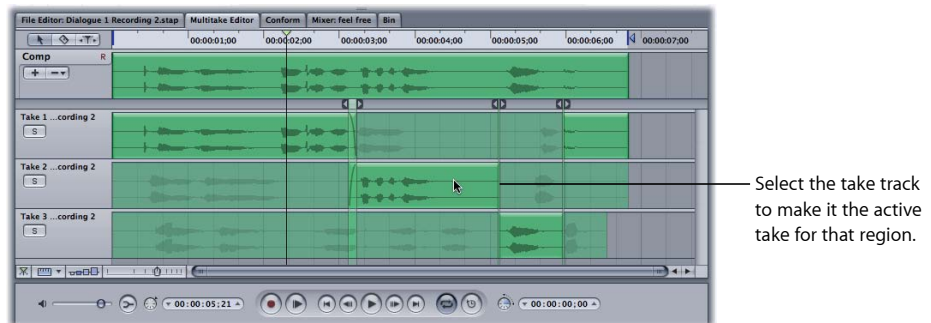 File Editor: Dialogue 1 Recording 2.stap
Multitake Editor
Conform
Mixer: feel free
Bin
00:00:01;00
00:00:02;00
00:00:03;00
00:00:04;00
00:00:05;00
00:00:06;00
00:00:07;00
Comp
R
Take 1 ...cording 2
S
Take 2 ...cording 2
S
Select the take track
to make it the active
take for that region.
Take 3 ...cording 2
S
00:00:05;21
00:00:00;00